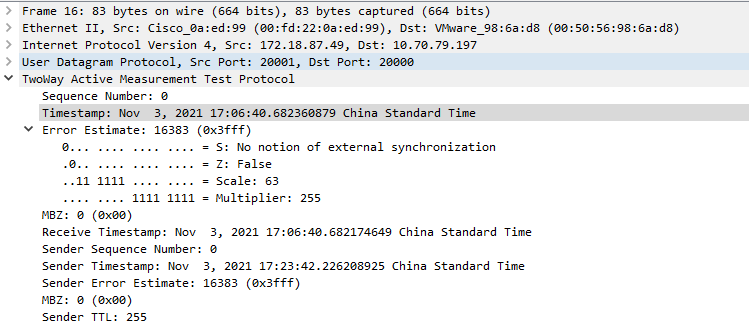 Frame 16: 83 bytes on wire (664 bits), 83 bytes captured (664 bits)
Ethernet II, Src: Cisco_0a:ed:99 (00:fd:22:0a:ed:99), Dst: VMware_98:6a:d8 (00:50:56:98:6a:d8)
Internet Protocol Version 4, Src: 172.18.87.49, Dst: 10.70.79.197
User Datagram Protocol, Src Port: 20001, Dst Port: 20000
TwoWay Active Measurement Test Protocol
Sequence Number: 0
Timestamp: Nov  3, 2021 17:06:40.682360879 China Standard Time
Error Estimate: 16383 (0x3fff)
0... .... .... .... = S: No notion of external synchronization
.0.. .... .... .... = Z: False
..11 1111 .... .... = Scale: 63
.... .... 1111 1111 = Multiplier: 255
MBZ: 0 (0x00)
Receive Timestamp: Nov  3, 2021 17:06:40.682174649 China Standard Time
Sender Sequence Number: 0
Sender Timestamp: Nov  3, 2021 17:23:42.226208925 China Standard Time
Sender Error Estimate: 16383 (0x3fff)
MBZ: 0 (0x00)
Sender TTL: 255